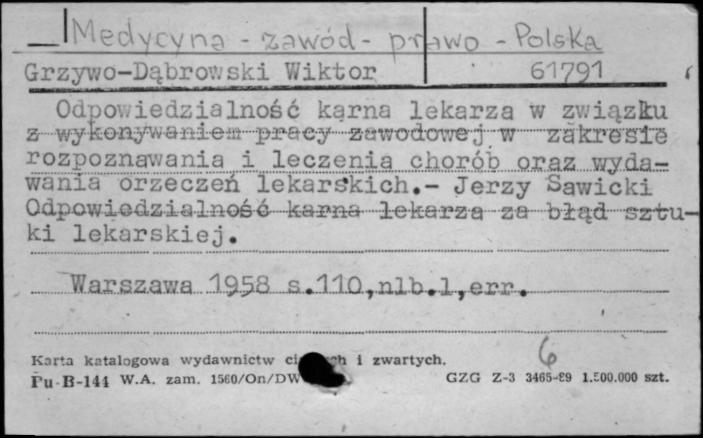 Medycyna - zawód - prawo - Polska
Grzywo-Dąbrowski Wiktor 61791
Odpowiedzialność karna lekarza w związku
z wykonywaniem pracy zawodowej w zakresie
rozpoznawania i leczenia chorób oraz wyda-
wania orzeczeń lekarskich.- Jerzy Sawicki
Odpowiedzialność karna lekarza za błąd sztu-
ki lekarskiej.
Warszawa 1958 s.110,nlb.1,err.
6
Karta katalogowa wydawnictw i zwartych.
Pu-B-144 W.A. zam. 1560/On/DW GZG Z-3 3465-59 1.500.000 szt.